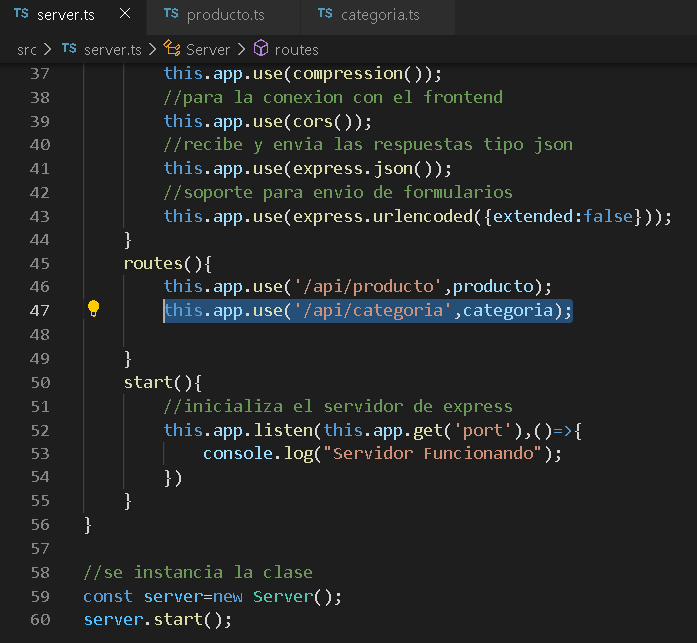 TS server.ts × TS producto.ts TS categoria.ts
src > TS server.ts > Server > routes
37 this.app.use(compression());
38 //para la conexion con el frontend
39 this.app.use(cors());
40 //recibe y envia las respuestas tipo json
41 this.app.use(express.json());
42 //soporte para envio de formularios
43 this.app.use(express.urlencoded({extended:false}));
44 }
45 routes(){
46 this.app.use('/api/producto',producto);
47 this.app.use('/api/categoria',categoria);
48
49 }
50 start(){
51 //inicializa el servidor de express
52 this.app.listen(this.app.get('port'),()=>{
53 console.log("Servidor Funcionando");
54 })
55 }
56 }
57
58 //se instancia la clase
59 const server=new Server();
60 server.start();